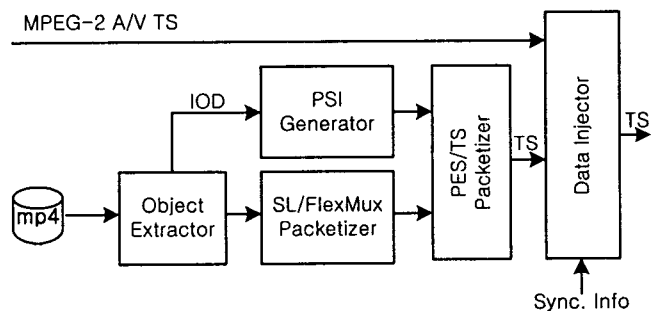 MPEG-2 A/V TS
IOD
PSI
Generator
mp4
Object
Extractor
SL/FlexMux
Packetizer
PES/TS
Packetizer
TS
Data Injector
TS
Sync. Info